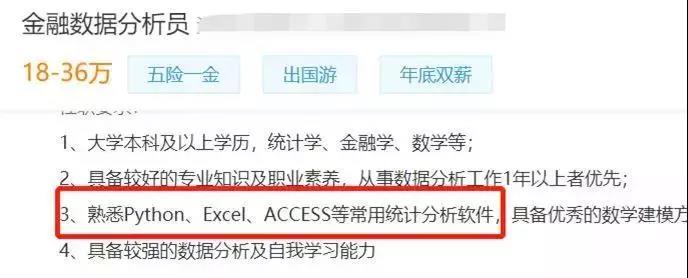 金融数据分析员
18-36万 五险一金 出国游 年底双薪
任职要求：
1、大学本科及以上学历，统计学、金融学、数学等；
2、具备较好的专业知识及职业素养，从事数据分析工作1年以上者优先；
3、熟悉Python、Excel、ACCESS等常用统计分析软件，具备优秀的数学建模方
4、具备较强的数据分析及自我学习能力